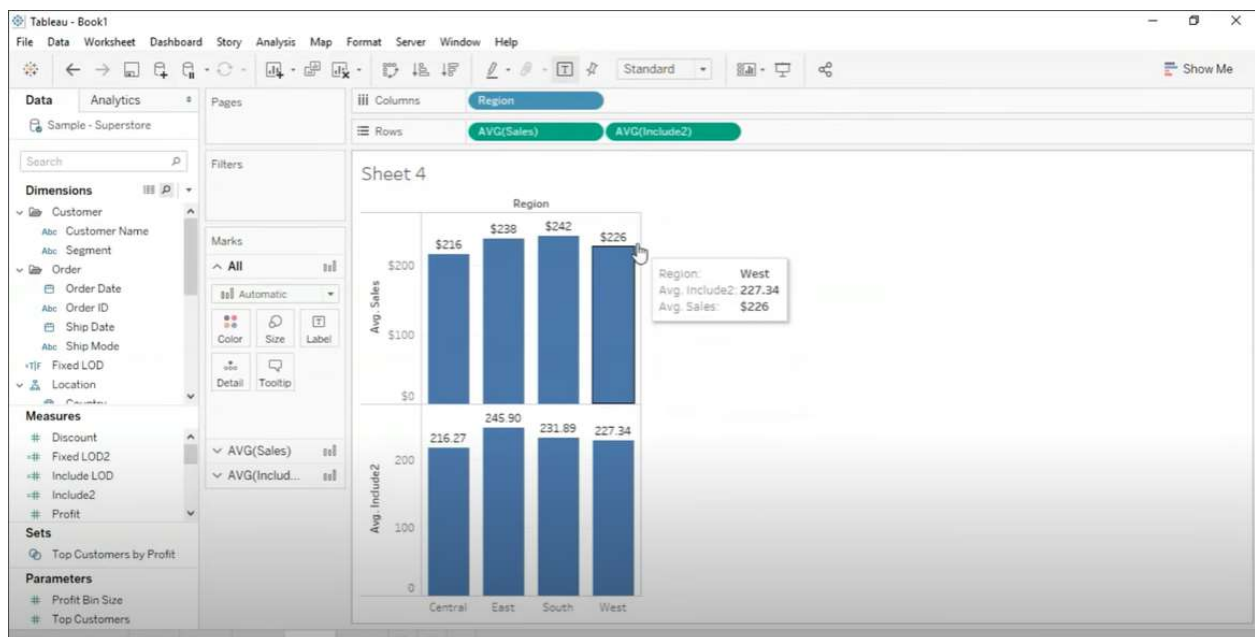 Tableau - Book1
File Data Worksheet Dashboard Story Analysis Map Format Server Window Help
Standard
Show Me
Data Analytics
Sample - Superstore
Search
Dimensions
Customer
Abc Customer Name
Abc Segment
Order
Order Date
Abc Order ID
Ship Date
Abc Ship Mode
=T|F Fixed LOD
Location
Country
Measures
# Discount
=# Fixed LOD2
=# Include LOD
=# Include2
# Profit
Sets
Top Customers by Profit
Parameters
# Profit Bin Size
# Top Customers
Pages
Filters
Marks
All
Automatic
Color Size Label
Detail Tooltip
AVG(Sales)
AVG(Includ...
Columns Region
Rows AVG(Sales) AVG(Include2)
Sheet 4
Region
$216 $238 $242 $226
Avg. Sales
$200
$100
$0
Region: West
Avg. Include2: 227.34
Avg. Sales: $226
216.27 245.90 231.89 227.34
Avg. Include2
200
100
0
Central East South West